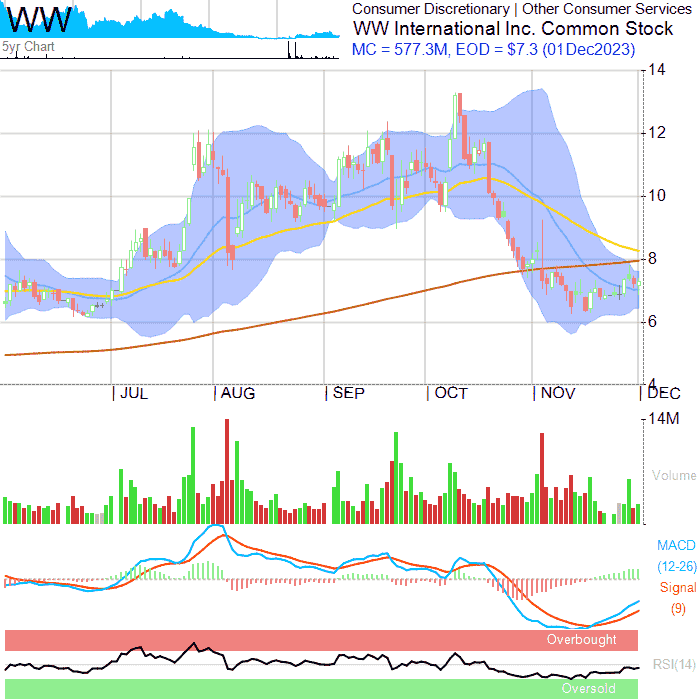 WW
Consumer Discretionary | Other Consumer Services
WW International Inc. Common Stock
5yr Chart
MC = 577.3M, EOD = $7.3 (01Dec2023)
14
12
10
8
6
4
JUL
AUG
SEP
OCT
NOV
DEC
14M
Volume
MACD
(12-26)
Signal
(9)
Overbought
RSI(14)
Oversold